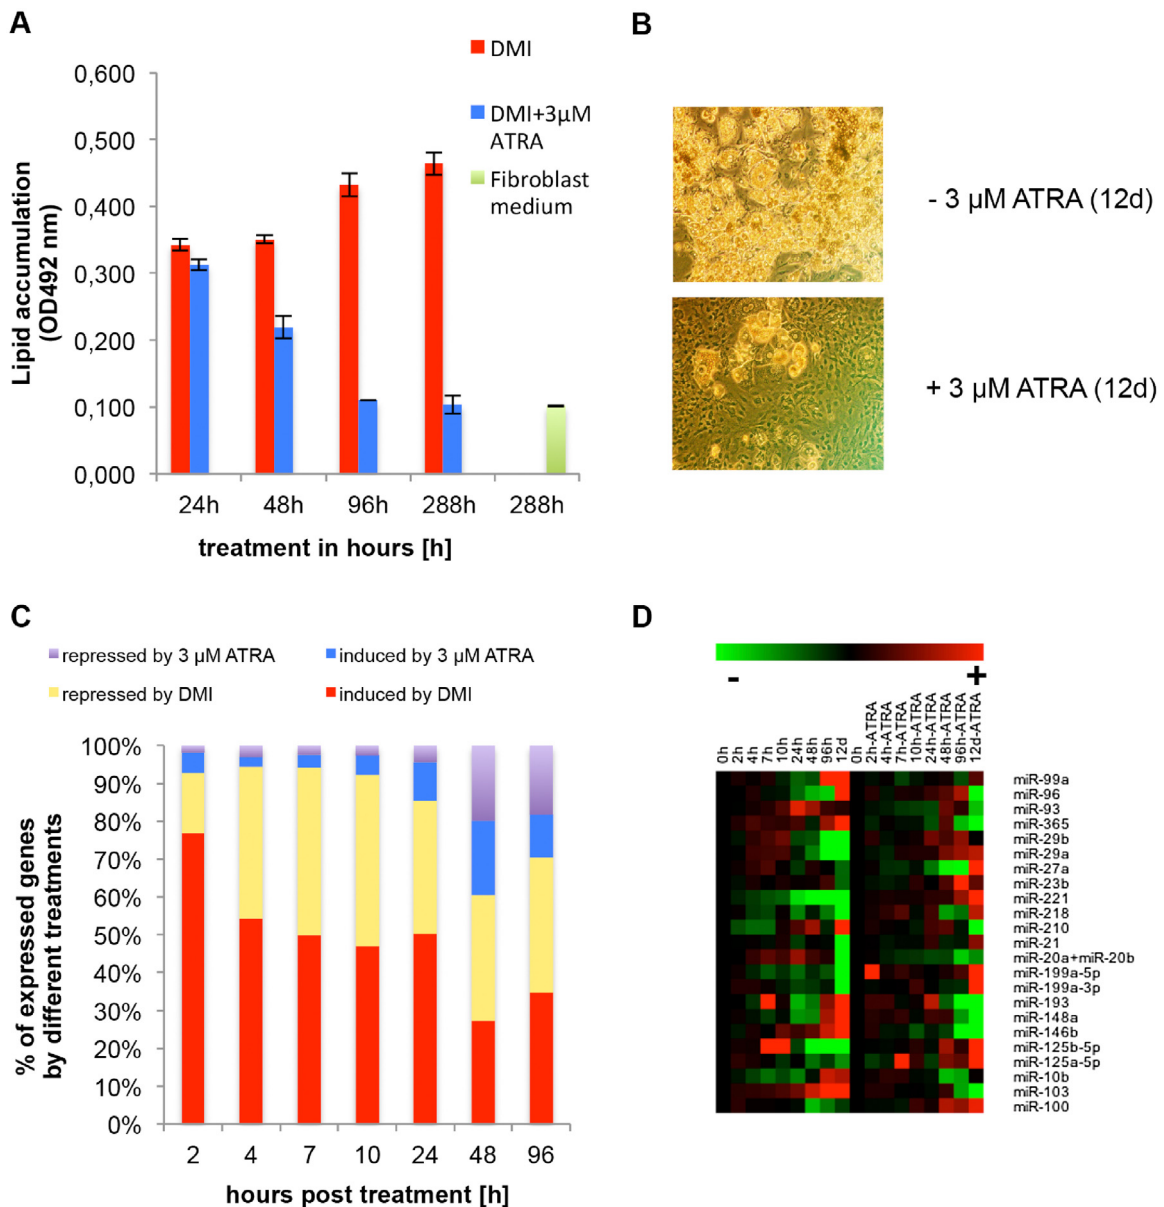 A
DMI
DMI+3µM
ATRA
Fibroblast
medium
0,600
0,500
0,400
0,300
0,200
0,100
0,000
Lipid accumulation
(OD492 nm)
24h 48h 96h 288h 288h
treatment in hours [h]
B
- 3 µM ATRA (12d)
+ 3 µM ATRA (12d)
C
repressed by 3 µM ATRA induced by 3 µM ATRA
repressed by DMI induced by DMI
100%
90%
80%
70%
60%
50%
40%
30%
20%
10%
0%
% of expressed genes
by different treatments
2 4 7 10 24 48 96
hours post treatment [h]
D
- +
0h 2h 4h 7h 10h 24h 48h 96h 12d 0h 2h-ATRA 4h-ATRA 7h-ATRA 10h-ATRA 24h-ATRA 48h-ATRA 96h-ATRA 12d-ATRA
miR-99a
miR-96
miR-93
miR-365
miR-29b
miR-29a
miR-27a
miR-23b
miR-221
miR-218
miR-210
miR-21
miR-20a+miR-20b
miR-199a-5p
miR-199a-3p
miR-193
miR-148a
miR-146b
miR-125b-5p
miR-125a-5p
miR-10b
miR-103
miR-100